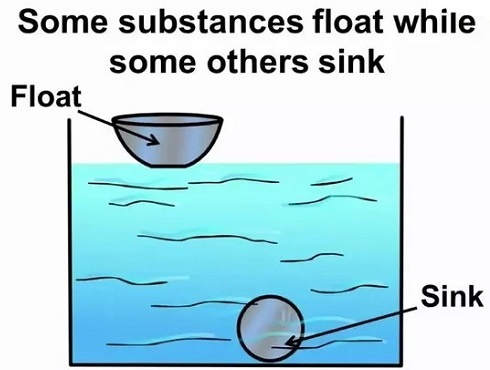 Some substances float while
some others sink
Float
Sink